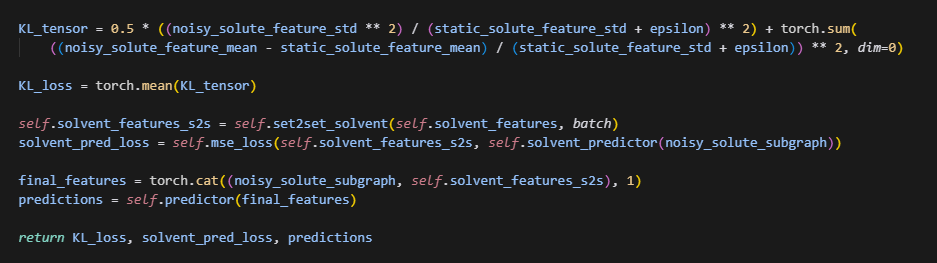 KL_tensor = 0.5 * ((noisy_solute_feature_std ** 2) / (static_solute_feature_std + epsilon) ** 2) + torch.sum(
    ((noisy_solute_feature_mean - static_solute_feature_mean) / (static_solute_feature_std + epsilon)) ** 2, dim=0)
KL_loss = torch.mean(KL_tensor)
self.solvent_features_s2s = self.set2set_solvent(self.solvent_features, batch)
solvent_pred_loss = self.mse_loss(self.solvent_features_s2s, self.solvent_predictor(noisy_solute_subgraph))
final_features = torch.cat((noisy_solute_subgraph, self.solvent_features_s2s), 1)
predictions = self.predictor(final_features)
return KL_loss, solvent_pred_loss, predictions